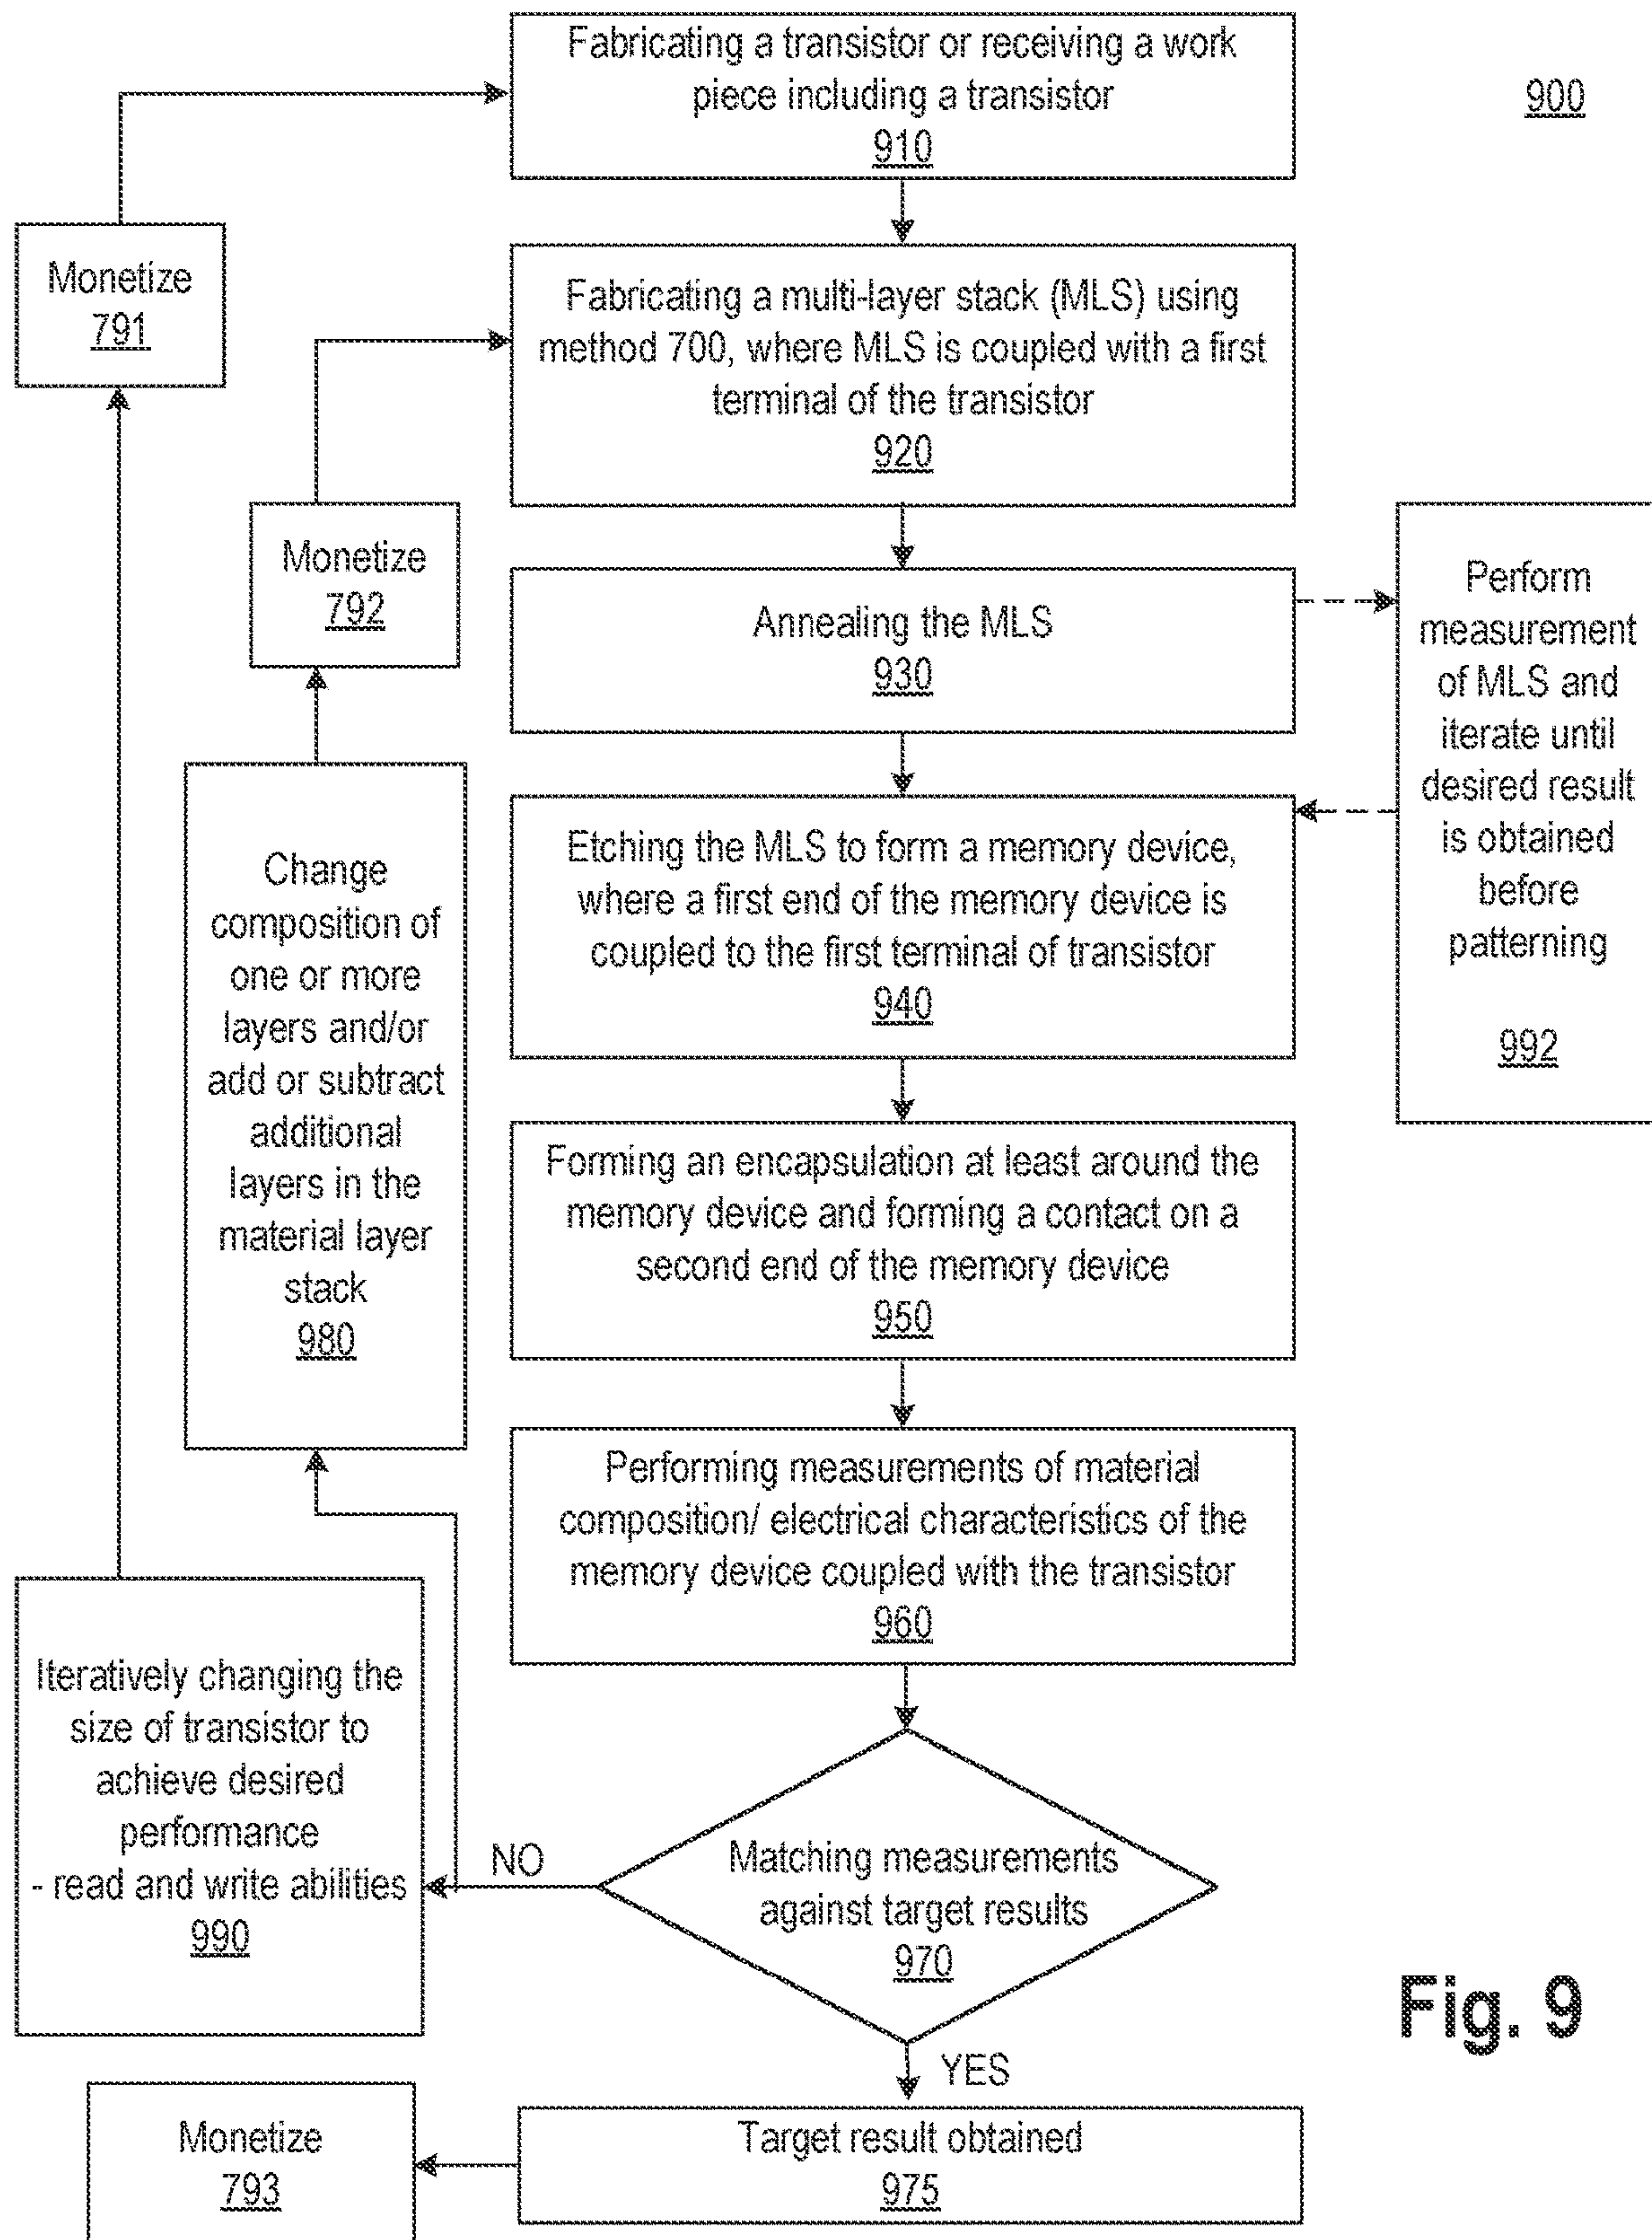 Fabricating a transistor or receiving a work
piece including a transistor
910
900
Monetize
791
Fabricating a multi-layer stack (MLS) using
method 700, where MLS is coupled with a first
terminal of the transistor
920
Monetize
792
Annealing the MLS
930
Perform
measurement
of MLS and
iterate until
desired result
is obtained
before
patterning
992
Change
composition of
one or more
layers and/or
add or subtract
additional
layers in the
material layer
stack
980
Etching the MLS to form a memory device,
where a first end of the memory device is
coupled to the first terminal of transistor
940
Forming an encapsulation at least around the
memory device and forming a contact on a
second end of the memory device
950
Performing measurements of material
composition/ electrical characteristics of the
memory device coupled with the transistor
960
Iteratively changing the
size of transistor to
achieve desired
performance
- read and write abilities
990
NO
Matching measurements
against target results
970
YES
Target result obtained
975
Monetize
793
Fig. 9